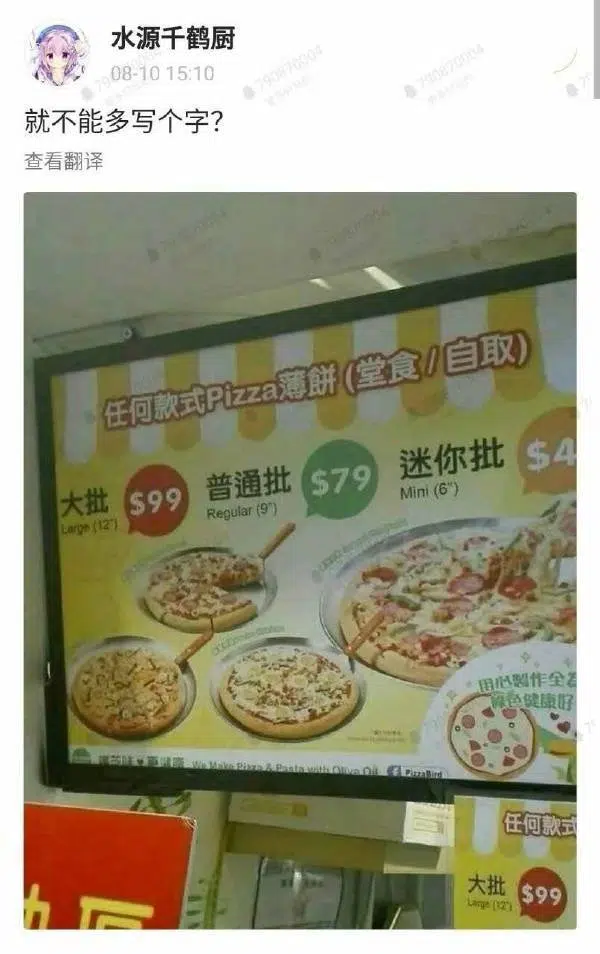 水源千鹤厨
08-10 15:10
就不能多写个字?
查看翻译
任何款式Pizza薄餅(堂食/自取)
大批 $99
Large (12")
普通批 $79
Regular (9")
迷你批 $4
Mini (6")
用心製作全為
綠色健康好
We Make Pizza & Pasta with Olive Oil
PizzaBird
任何款式
大批 $99
Large (12")
790870004